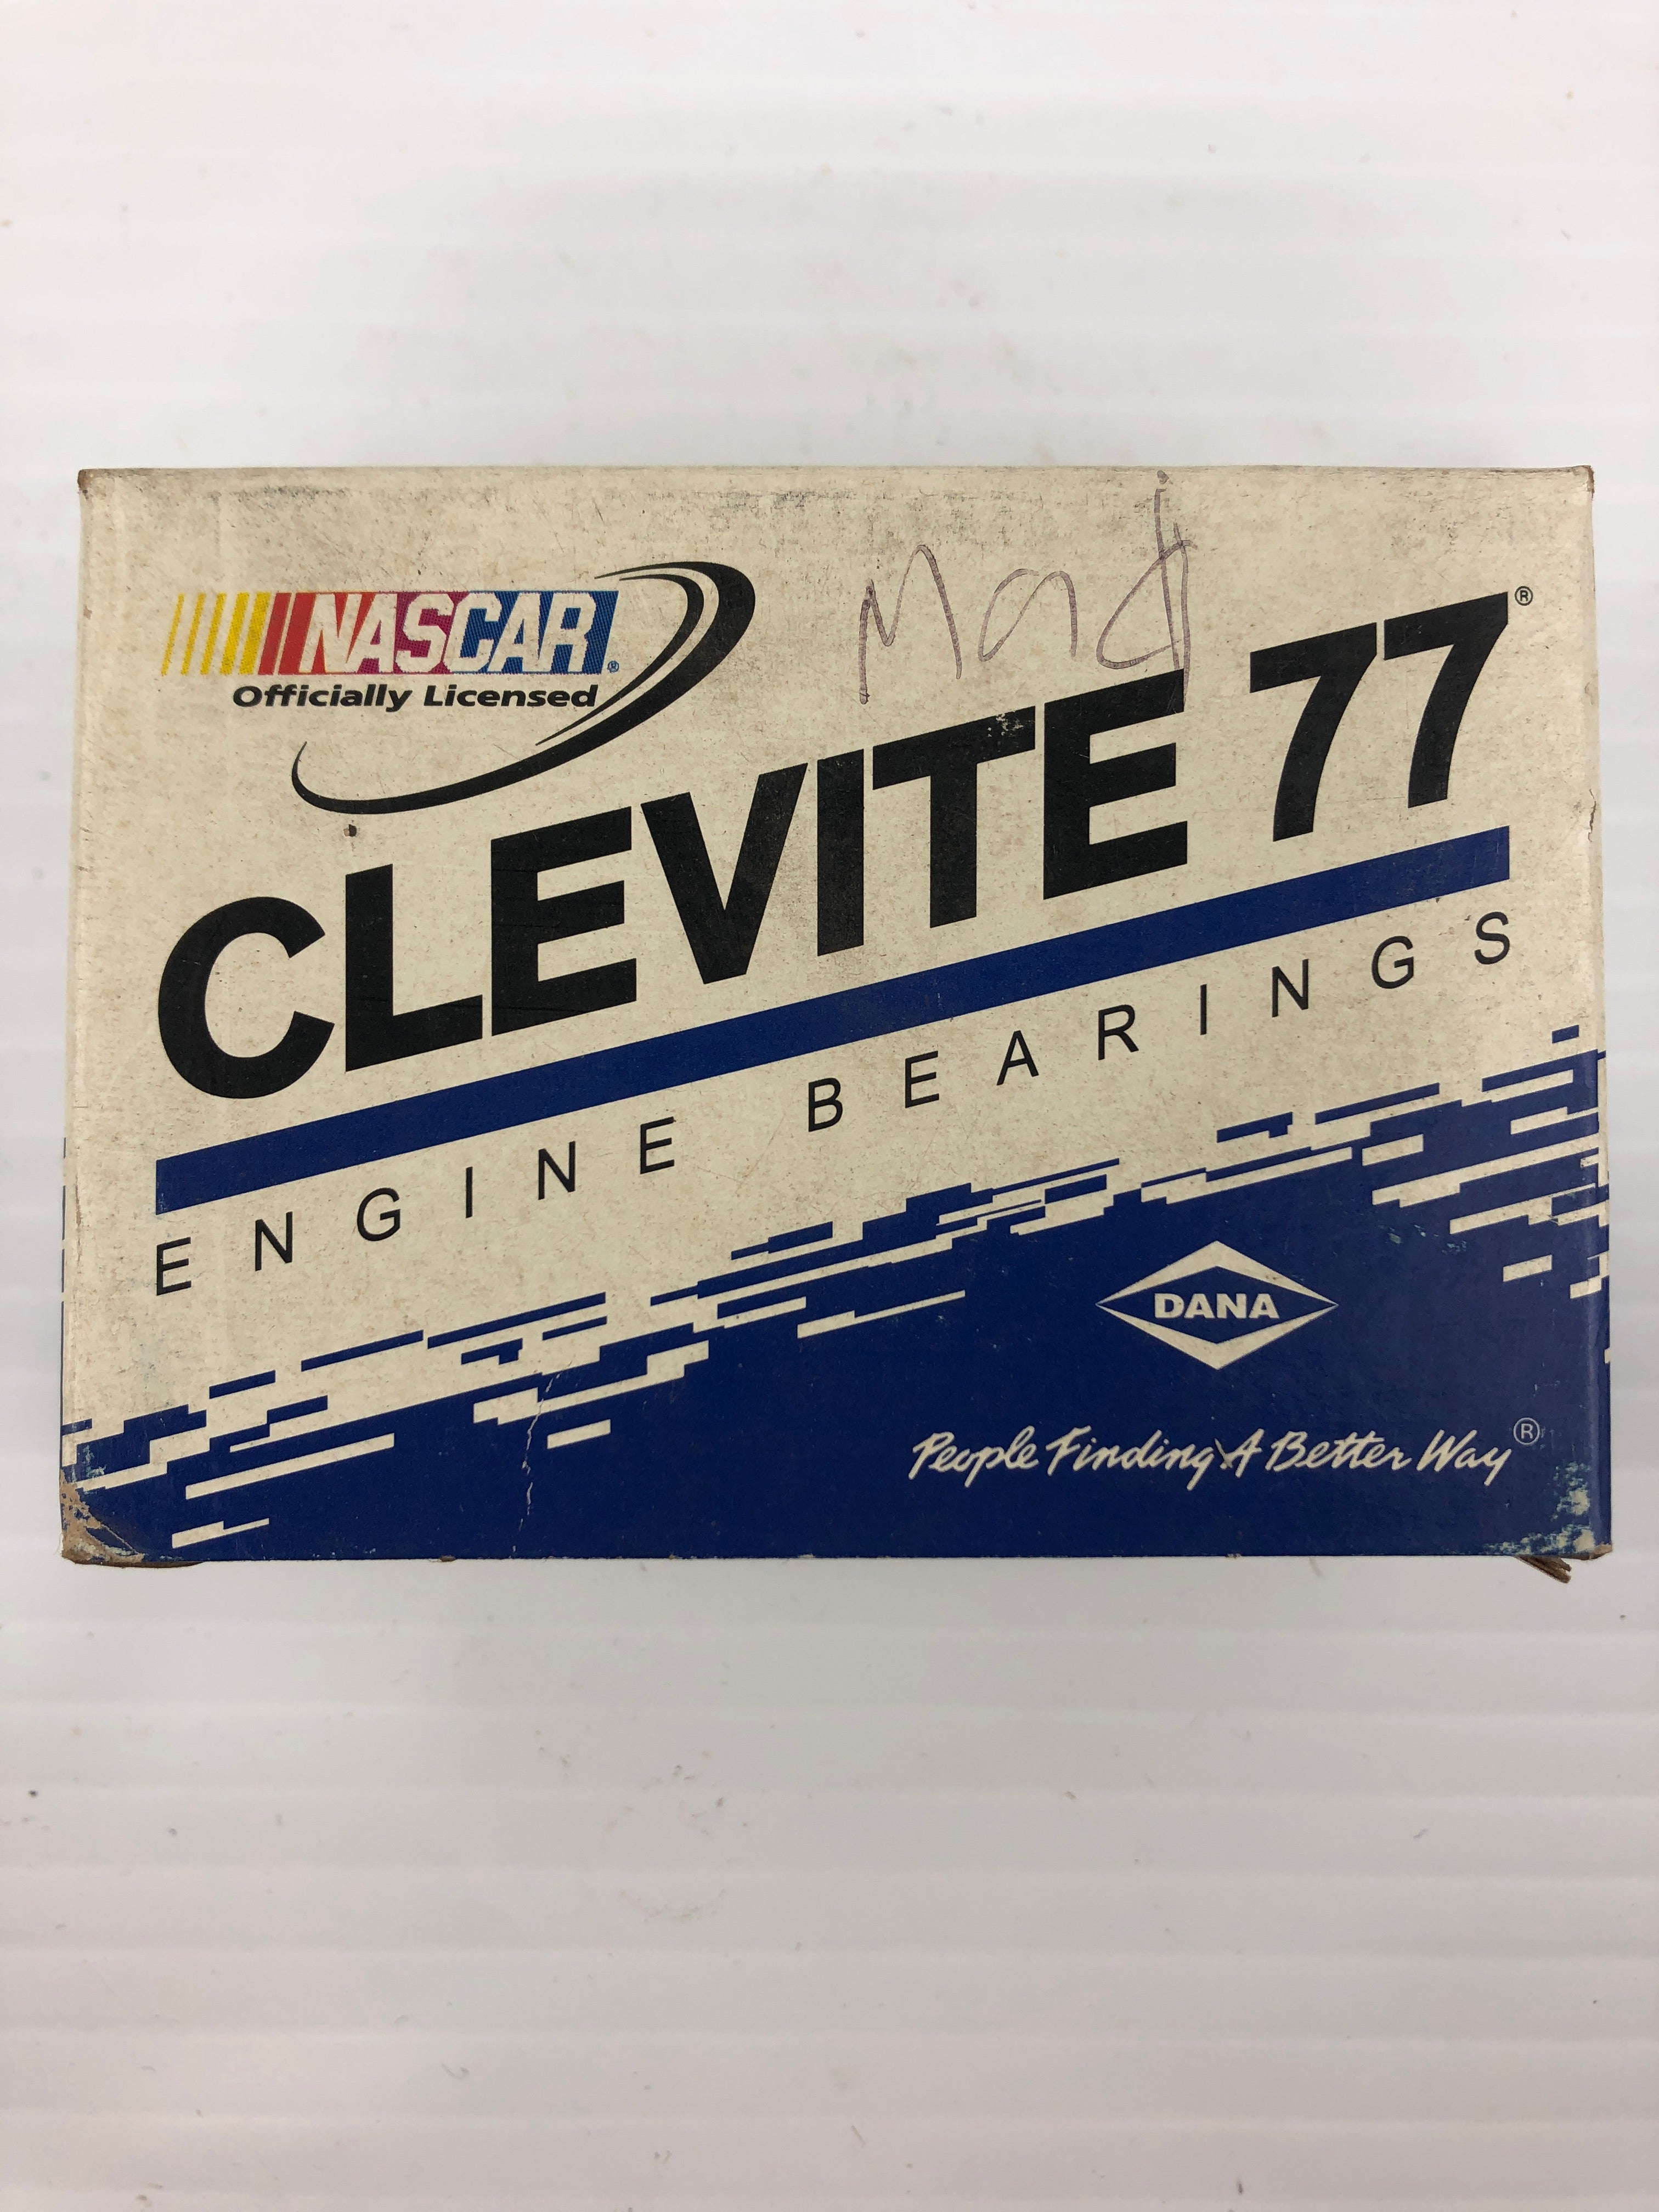 NASCAR®
Officially Licensed
CLEVITE 77®
ENGINE BEARINGS
DANA
People Finding A Better Way®